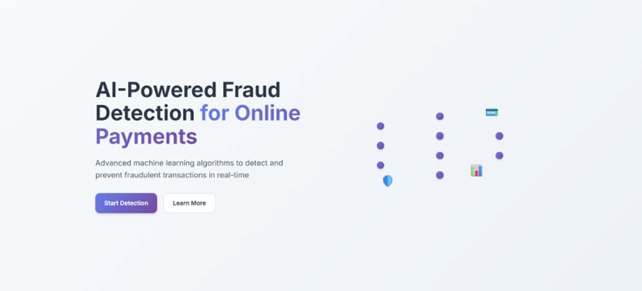 AI-Powered Fraud
Detection for Online
Payments
Advanced machine learning algorithms to detect and
prevent fraudulent transactions in real-time
Start Detection
Learn More